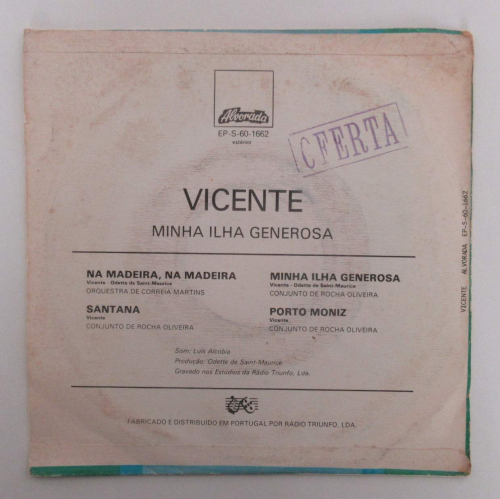 Alvorada
EP-S-60-1662
estéreo
OFERTA
VICENTE
MINHA ILHA GENEROSA
NA MADEIRA, NA MADEIRA
Vicente - Odette de Saint-Maurice
ORQUESTRA DE CORREIA MARTINS
SANTANA
Vicente
CONJUNTO DE ROCHA OLIVEIRA
MINHA ILHA GENEROSA
Vicente - Odette de Saint-Maurice
CONJUNTO DE ROCHA OLIVEIRA
PORTO MONIZ
Vicente
CONJUNTO DE ROCHA OLIVEIRA
Som: Luís Alcobia
Produção: Odette de Saint-Maurice
Gravado nos Estúdios da Rádio Triunfo, Lda.
FABRICADO E DISTRIBUIDO EM PORTUGAL POR RÁDIO TRIUNFO, LDA.
VICENTE ALVORADA EP-S-60-1662